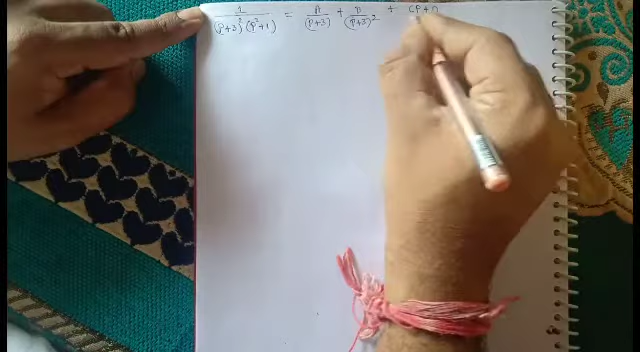 1/(P+3)²(P²+1) = A/(P+3) + B/(P+3)² + CP+D